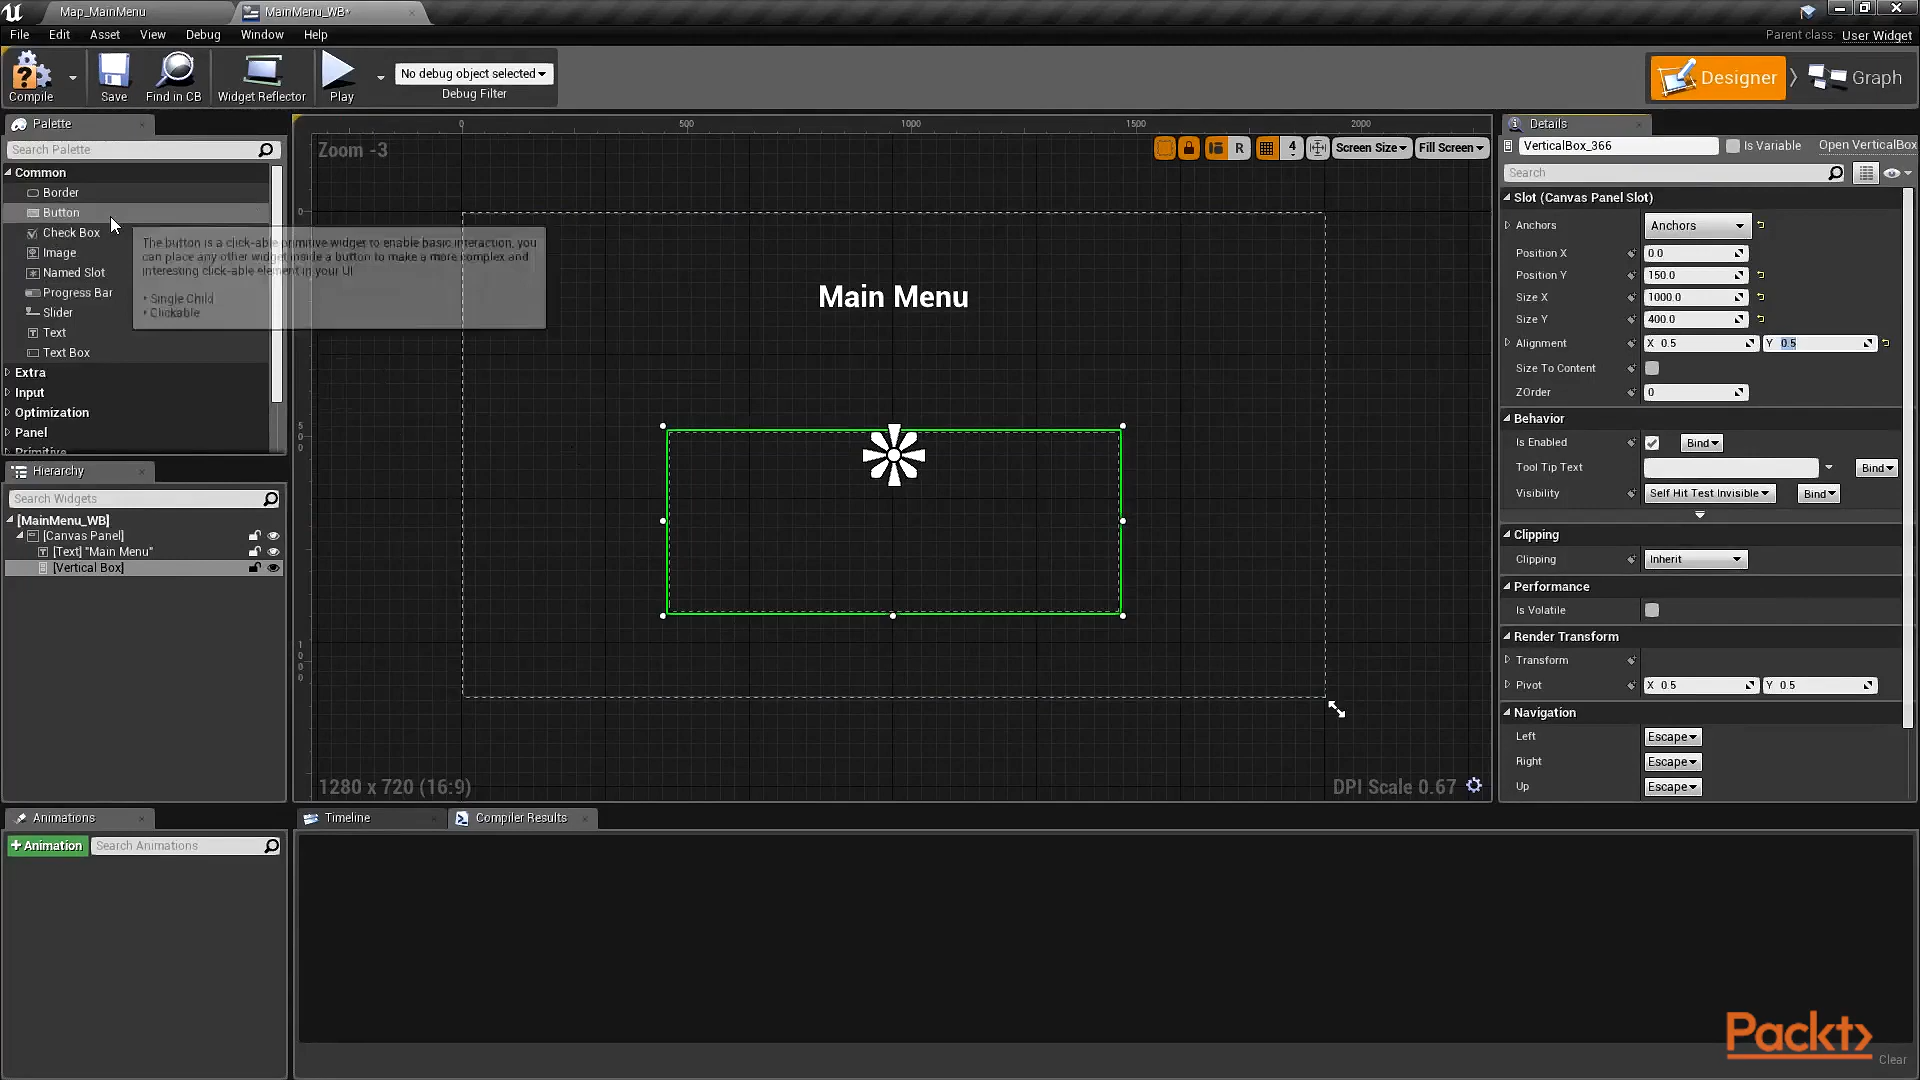 Map_MainMenu
MainMenu_WB*
File Edit Asset View Debug Window Help
Parent class: User Widget
Compile
Save
Find in CB
Widget Reflector
Play
No debug object selected
Debug Filter
Designer
Graph
Palette
Search Palette
Common
Border
Button
Check Box
Image
Named Slot
Progress Bar
Slider
Text
Text Box
Extra
Input
Optimization
Panel
Primitive
The button is a click-able primitive widget to enable basic interaction, you
can place any other widget inside a button to make a more complex and
interesting click-able element in your UI
• Single Child
• Clickable
Hierarchy
Search Widgets
[MainMenu_WB]
[Canvas Panel]
[Text] "Main Menu"
[Vertical Box]
0 500 1000 1500 2000
Zoom -3
R
4
Screen Size
Fill Screen
0
500
1000
Main Menu
1280 x 720 (16:9)
DPI Scale 0.67
Details
VerticalBox_366
Is Variable
Open VerticalBox
Search
Slot (Canvas Panel Slot)
Anchors Anchors
Position X 0.0
Position Y 150.0
Size X 1000.0
Size Y 400.0
Alignment X 0.5 Y 0.5
Size To Content
ZOrder 0
Behavior
Is Enabled Bind
Tool Tip Text Bind
Visibility Self Hit Test Invisible Bind
Clipping
Clipping Inherit
Performance
Is Volatile
Render Transform
Transform
Pivot X 0.5 Y 0.5
Navigation
Left Escape
Right Escape
Up Escape
Animations
+Animation
Search Animations
Timeline
Compiler Results
Packt>
Clear